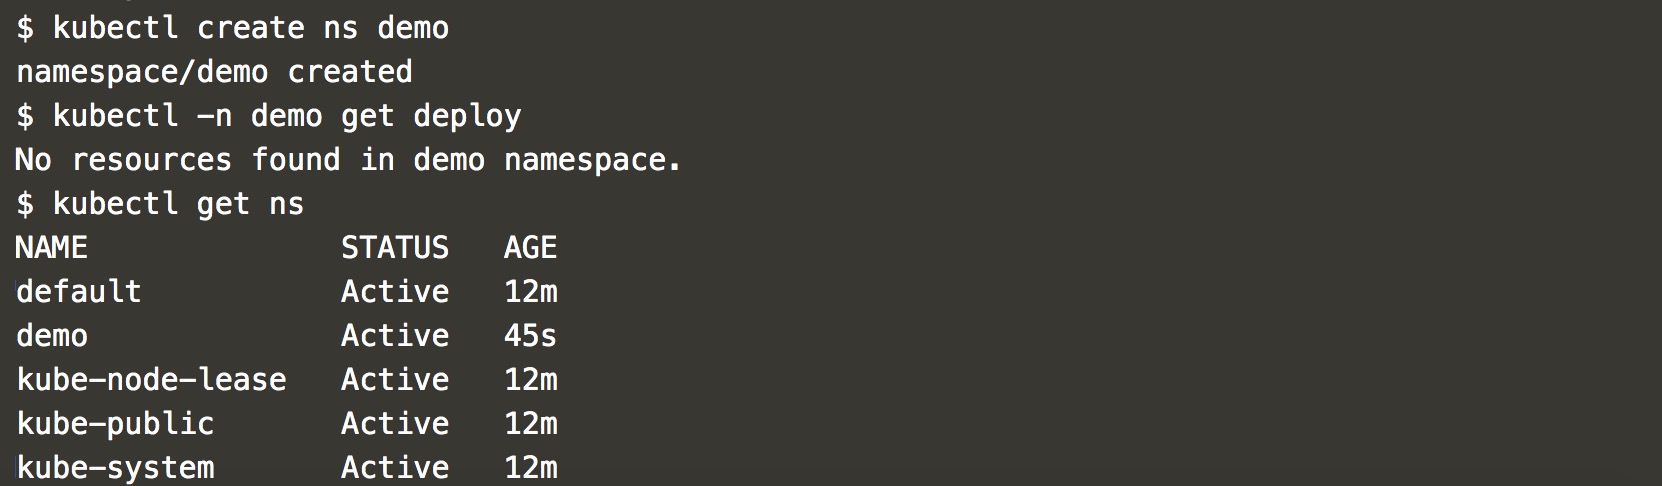 $ kubectl create ns demo
namespace/demo created
$ kubectl -n demo get deploy
No resources found in demo namespace.
$ kubectl get ns
NAME              STATUS   AGE
default           Active   12m
demo              Active   45s
kube-node-lease   Active   12m
kube-public       Active   12m
kube-system       Active   12m